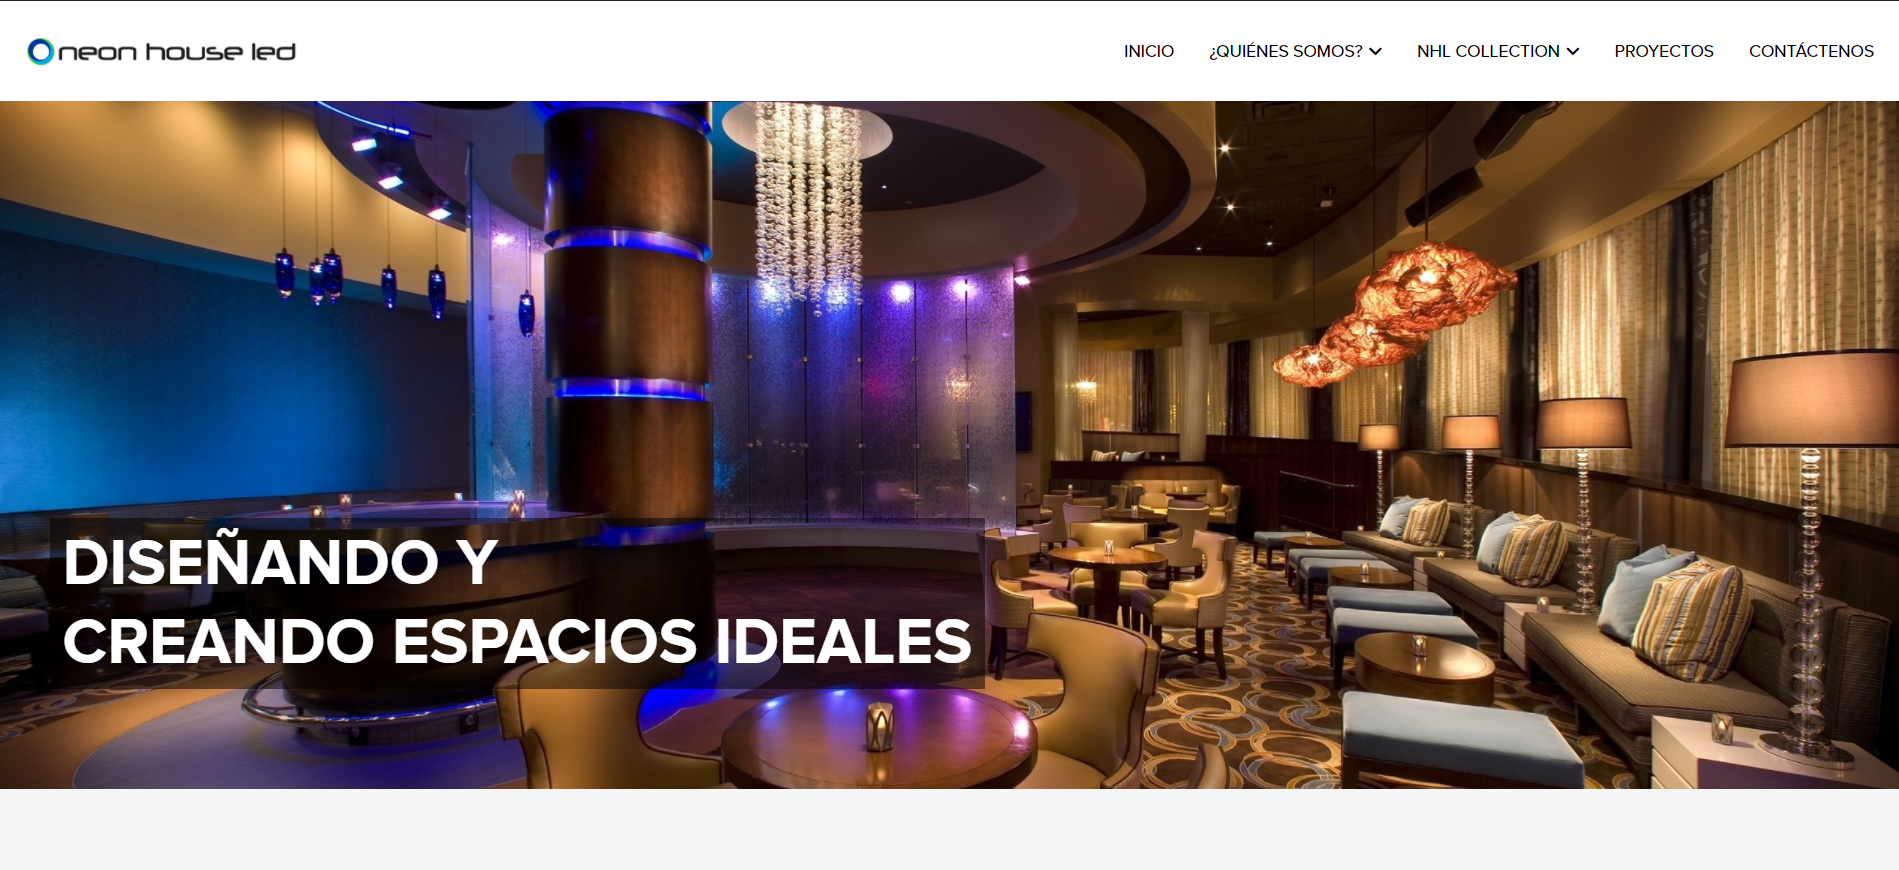 neon house led
INICIO ¿QUIÉNES SOMOS? NHL COLLECTION PROYECTOS CONTÁCTENOS
DISEÑANDO Y
CREANDO ESPACIOS IDEALES